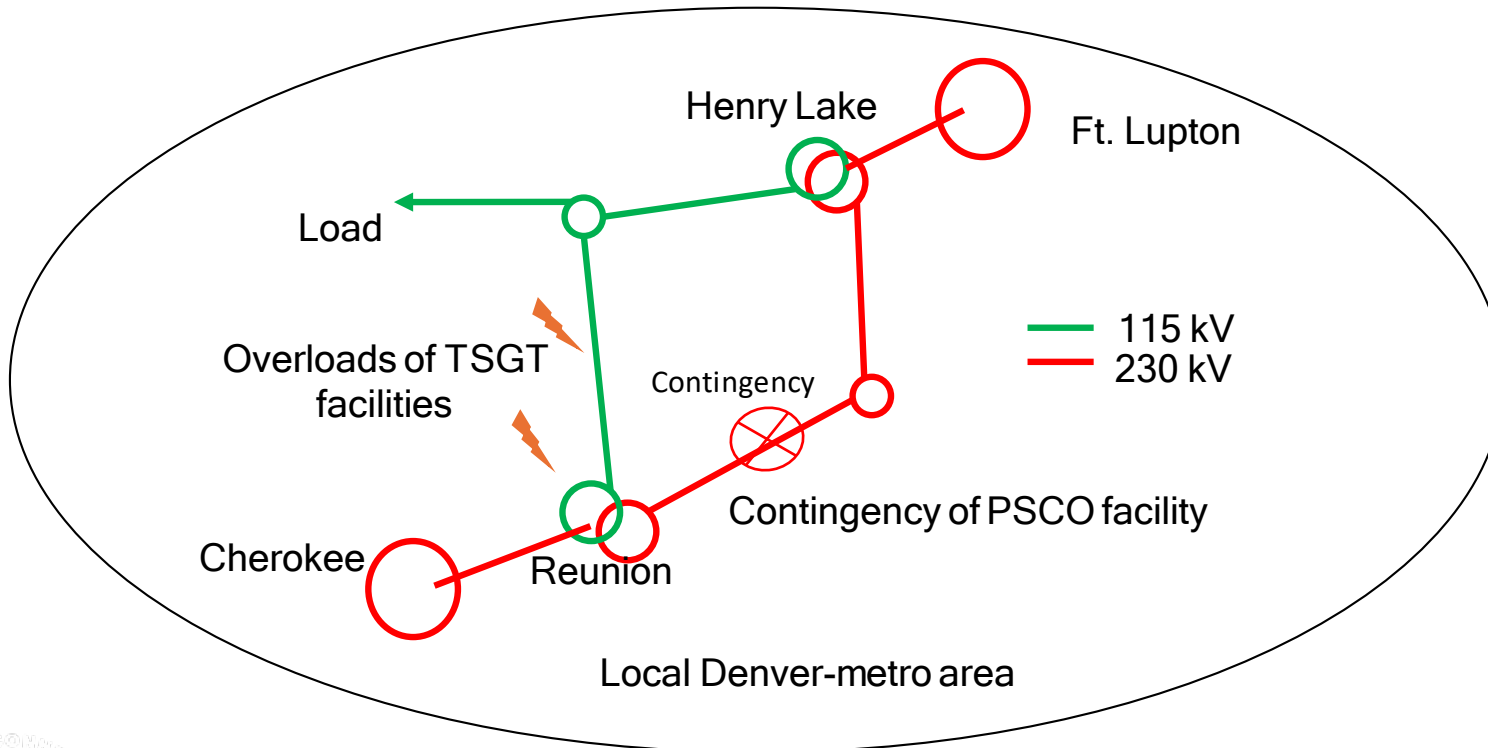 Henry Lake
Ft. Lupton
Load
115 kV
230 kV
Overloads of TSGT
facilities
Contingency
Contingency of PSCO facility
Cherokee
Reunion
Local Denver-metro area